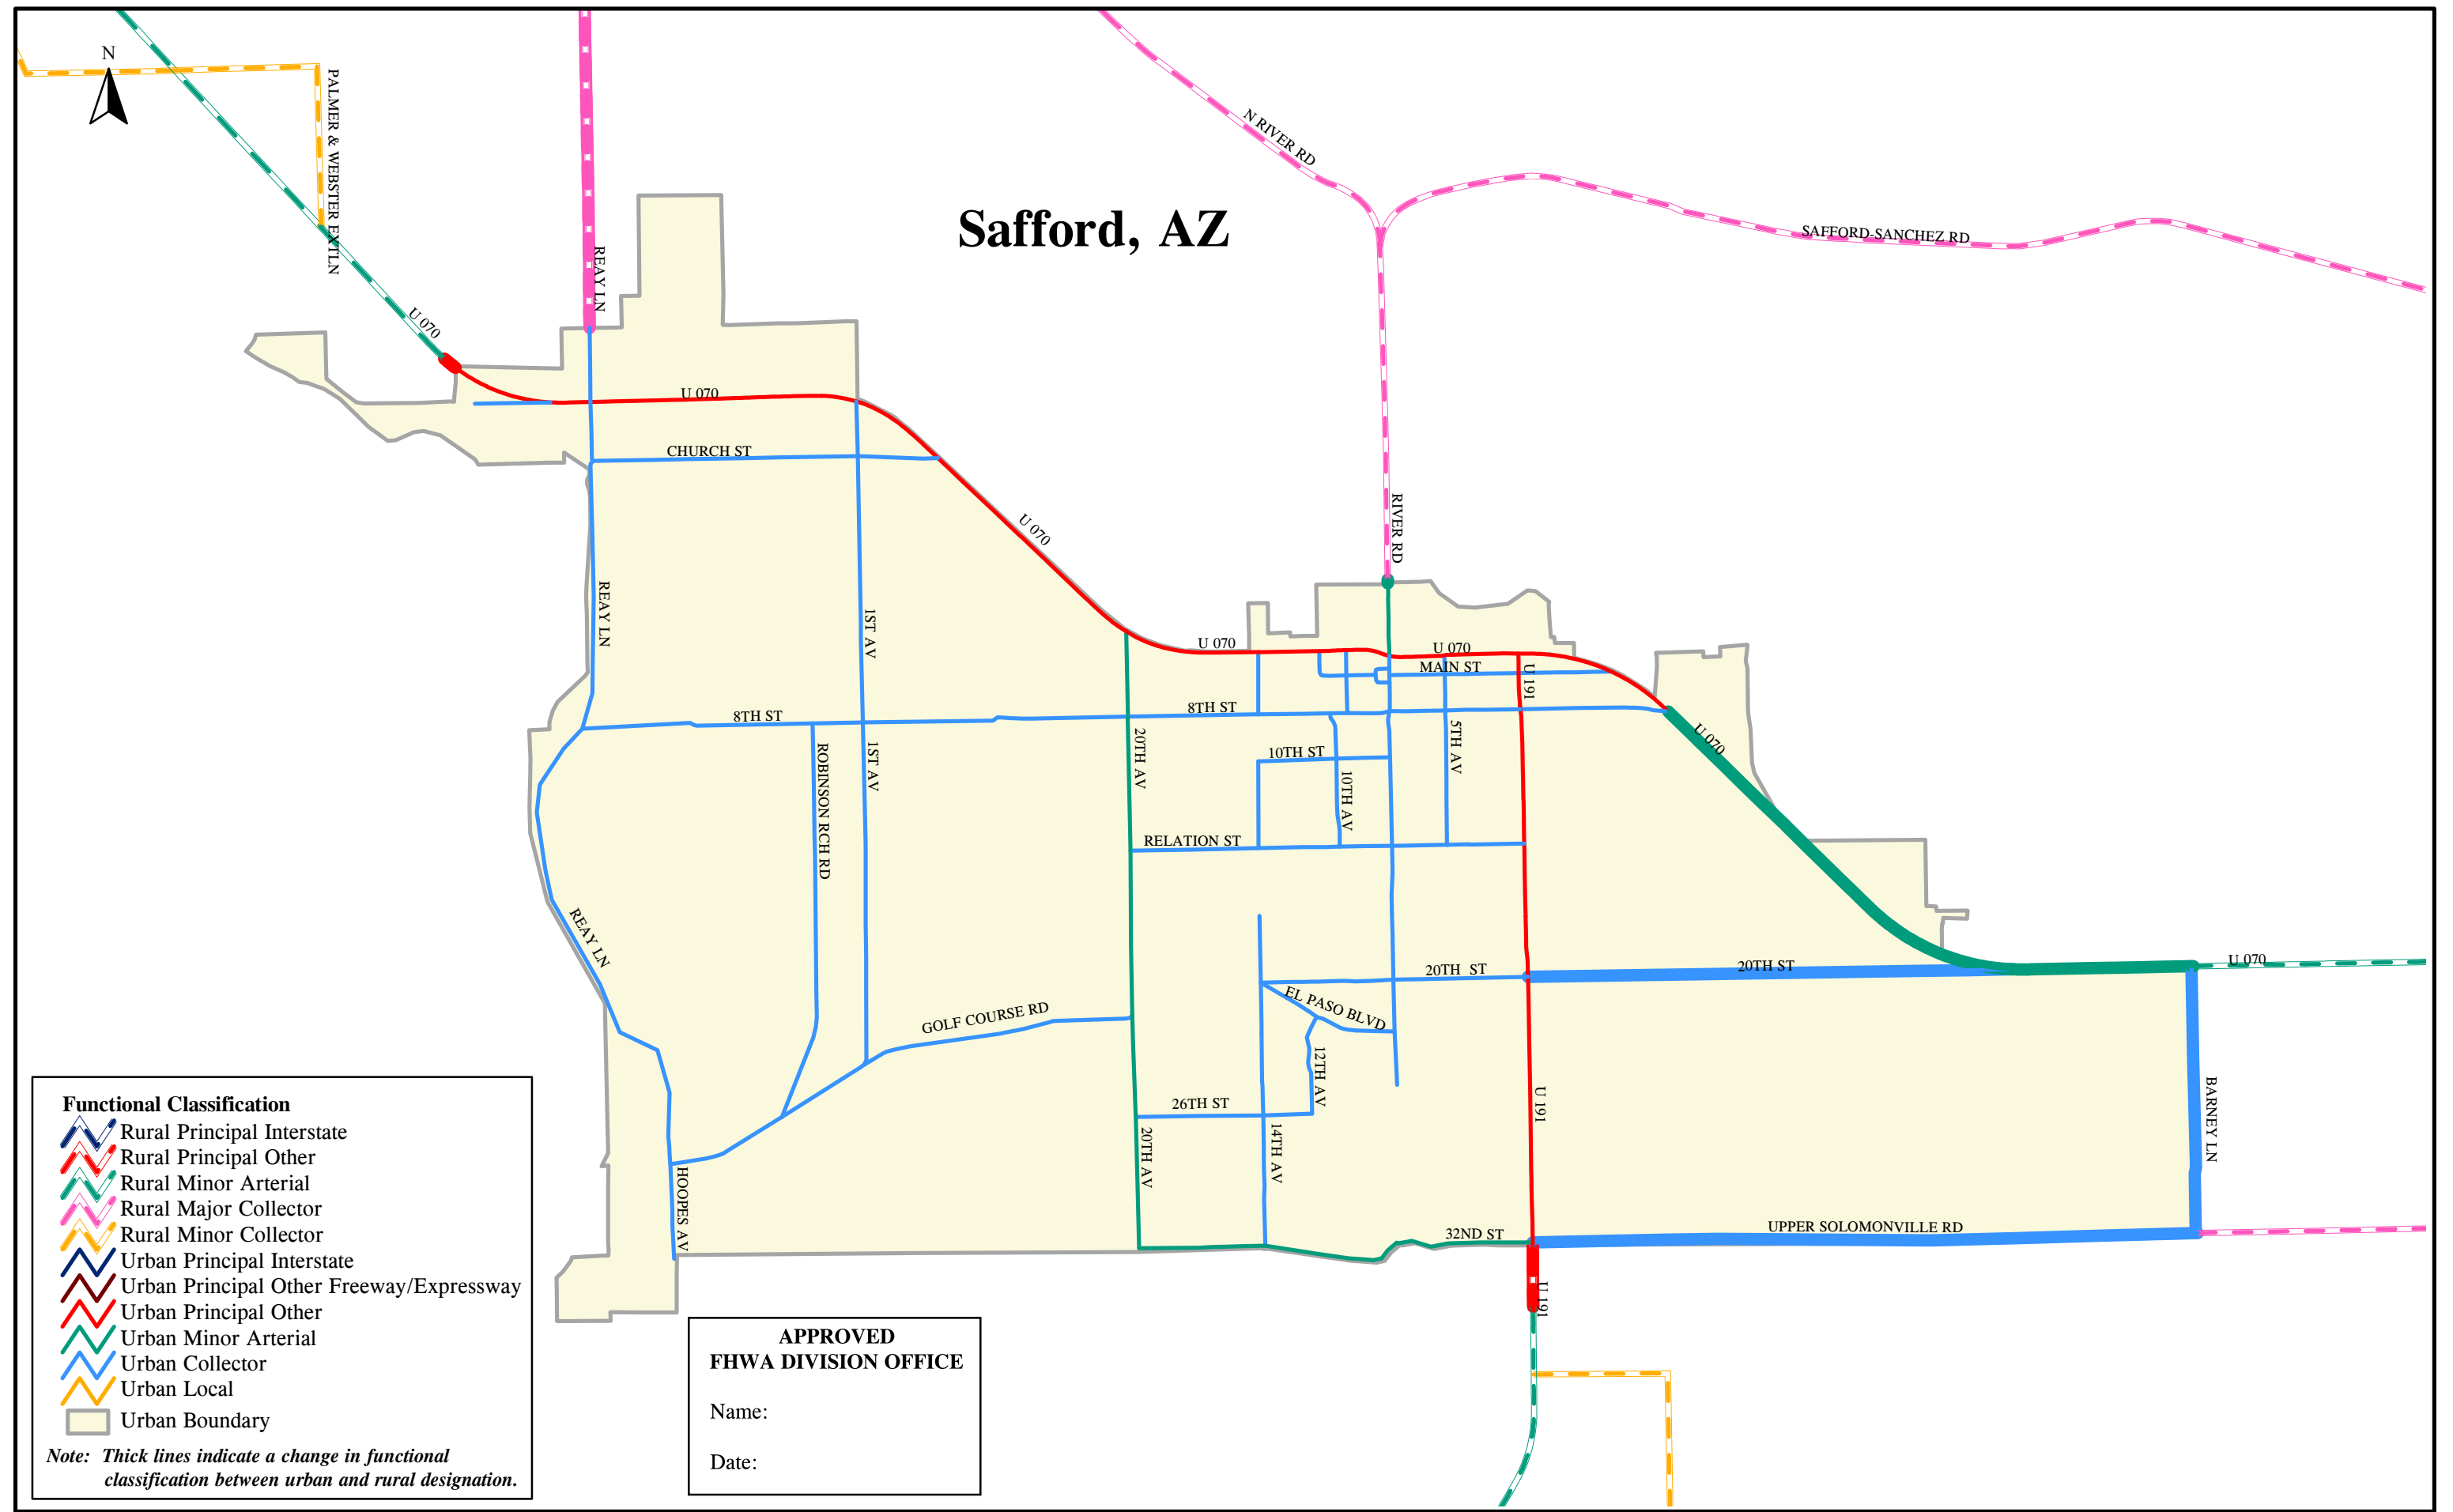 N
PALMER & WEBSTER EXTLN
REAY LN
N RIVER RD
Safford, AZ
SAFFORD-SANCHEZ RD
U 070
U 070
CHURCH ST
U 070
RIVER RD
REAY LN
1ST AV
U 070
U 070
MAIN ST
U 191
8TH ST
8TH ST
20TH AV
10TH ST
5TH AV
U 070
ROBINSON RCH RD
1ST AV
10TH AV
RELATION ST
REAY LN
20TH ST
20TH ST
U 070
EL PASO BLVD
GOLF COURSE RD
12TH AV
U 191
BARNEY LN
26TH ST
20TH AV
14TH AV
HOOPES AV
32ND ST
UPPER SOLOMONVILLE RD
U 191
Functional Classification
Rural Principal Interstate
Rural Principal Other
Rural Minor Arterial
Rural Major Collector
Rural Minor Collector
Urban Principal Interstate
Urban Principal Other Freeway/Expressway
Urban Principal Other
Urban Minor Arterial
Urban Collector
Urban Local
Urban Boundary
Note: Thick lines indicate a change in functional
classification between urban and rural designation.
APPROVED
FHWA DIVISION OFFICE
Name:
Date: